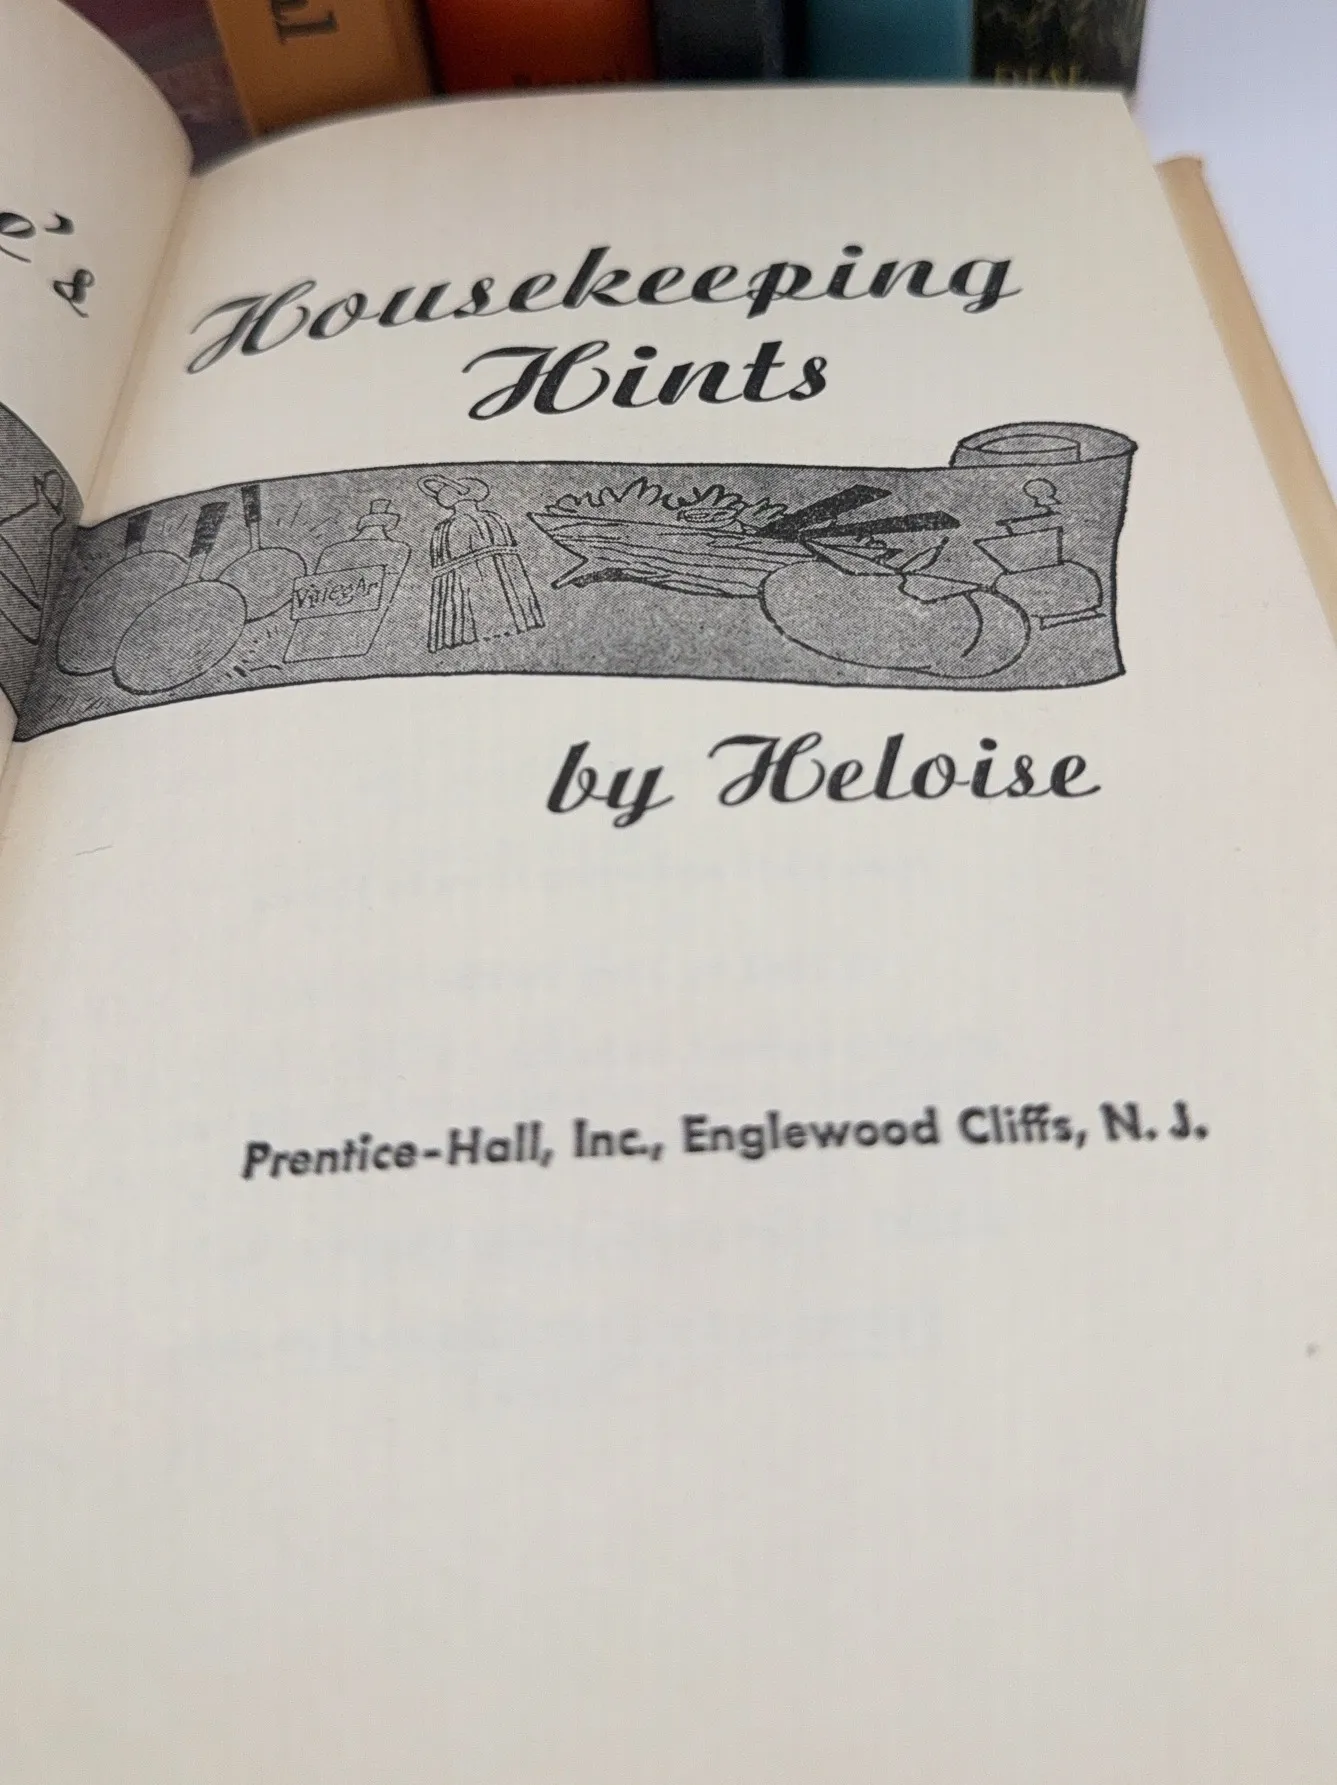 Housekeeping
Hints
Vinegar
by Heloise
Prentice-Hall, Inc., Englewood Cliffs, N. J.